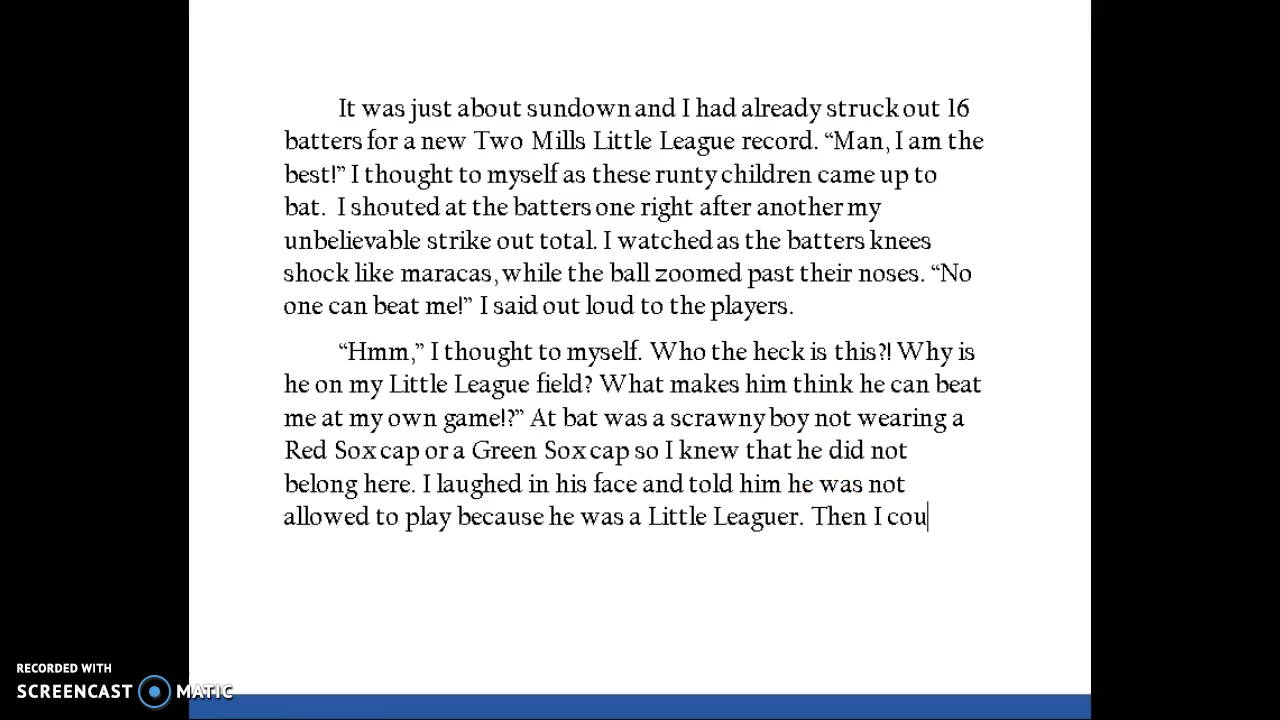 It was just about sundown and I had already struck out 16
batters for a new Two Mills Little League record. “Man, I am the
best!” I thought to myself as these runty children came up to
bat.  I shouted at the batters one right after another my
unbelievable strike out total. I watched as the batters knees
shock like maracas, while the ball zoomed past their noses. “No
one can beat me!” I said out loud to the players.
“Hmm,” I thought to myself. Who the heck is this?! Why is
he on my Little League field? What makes him think he can beat
me at my own game!?” At bat was a scrawny boy not wearing a
Red Sox cap or a Green Sox cap so I knew that he did not
belong here. I laughed in his face and told him he was not
allowed to play because he was a Little Leaguer. Then I cou
RECORDED WITH
SCREENCAST MATIC